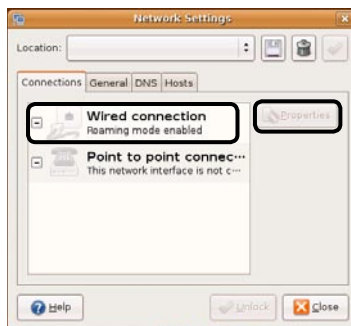 Network Settings
Location:
Connections General DNS Hosts
Wired connection
Roaming mode enabled
Properties
Point to point connec...
This network interface is not c...
Help
Unlock
Close